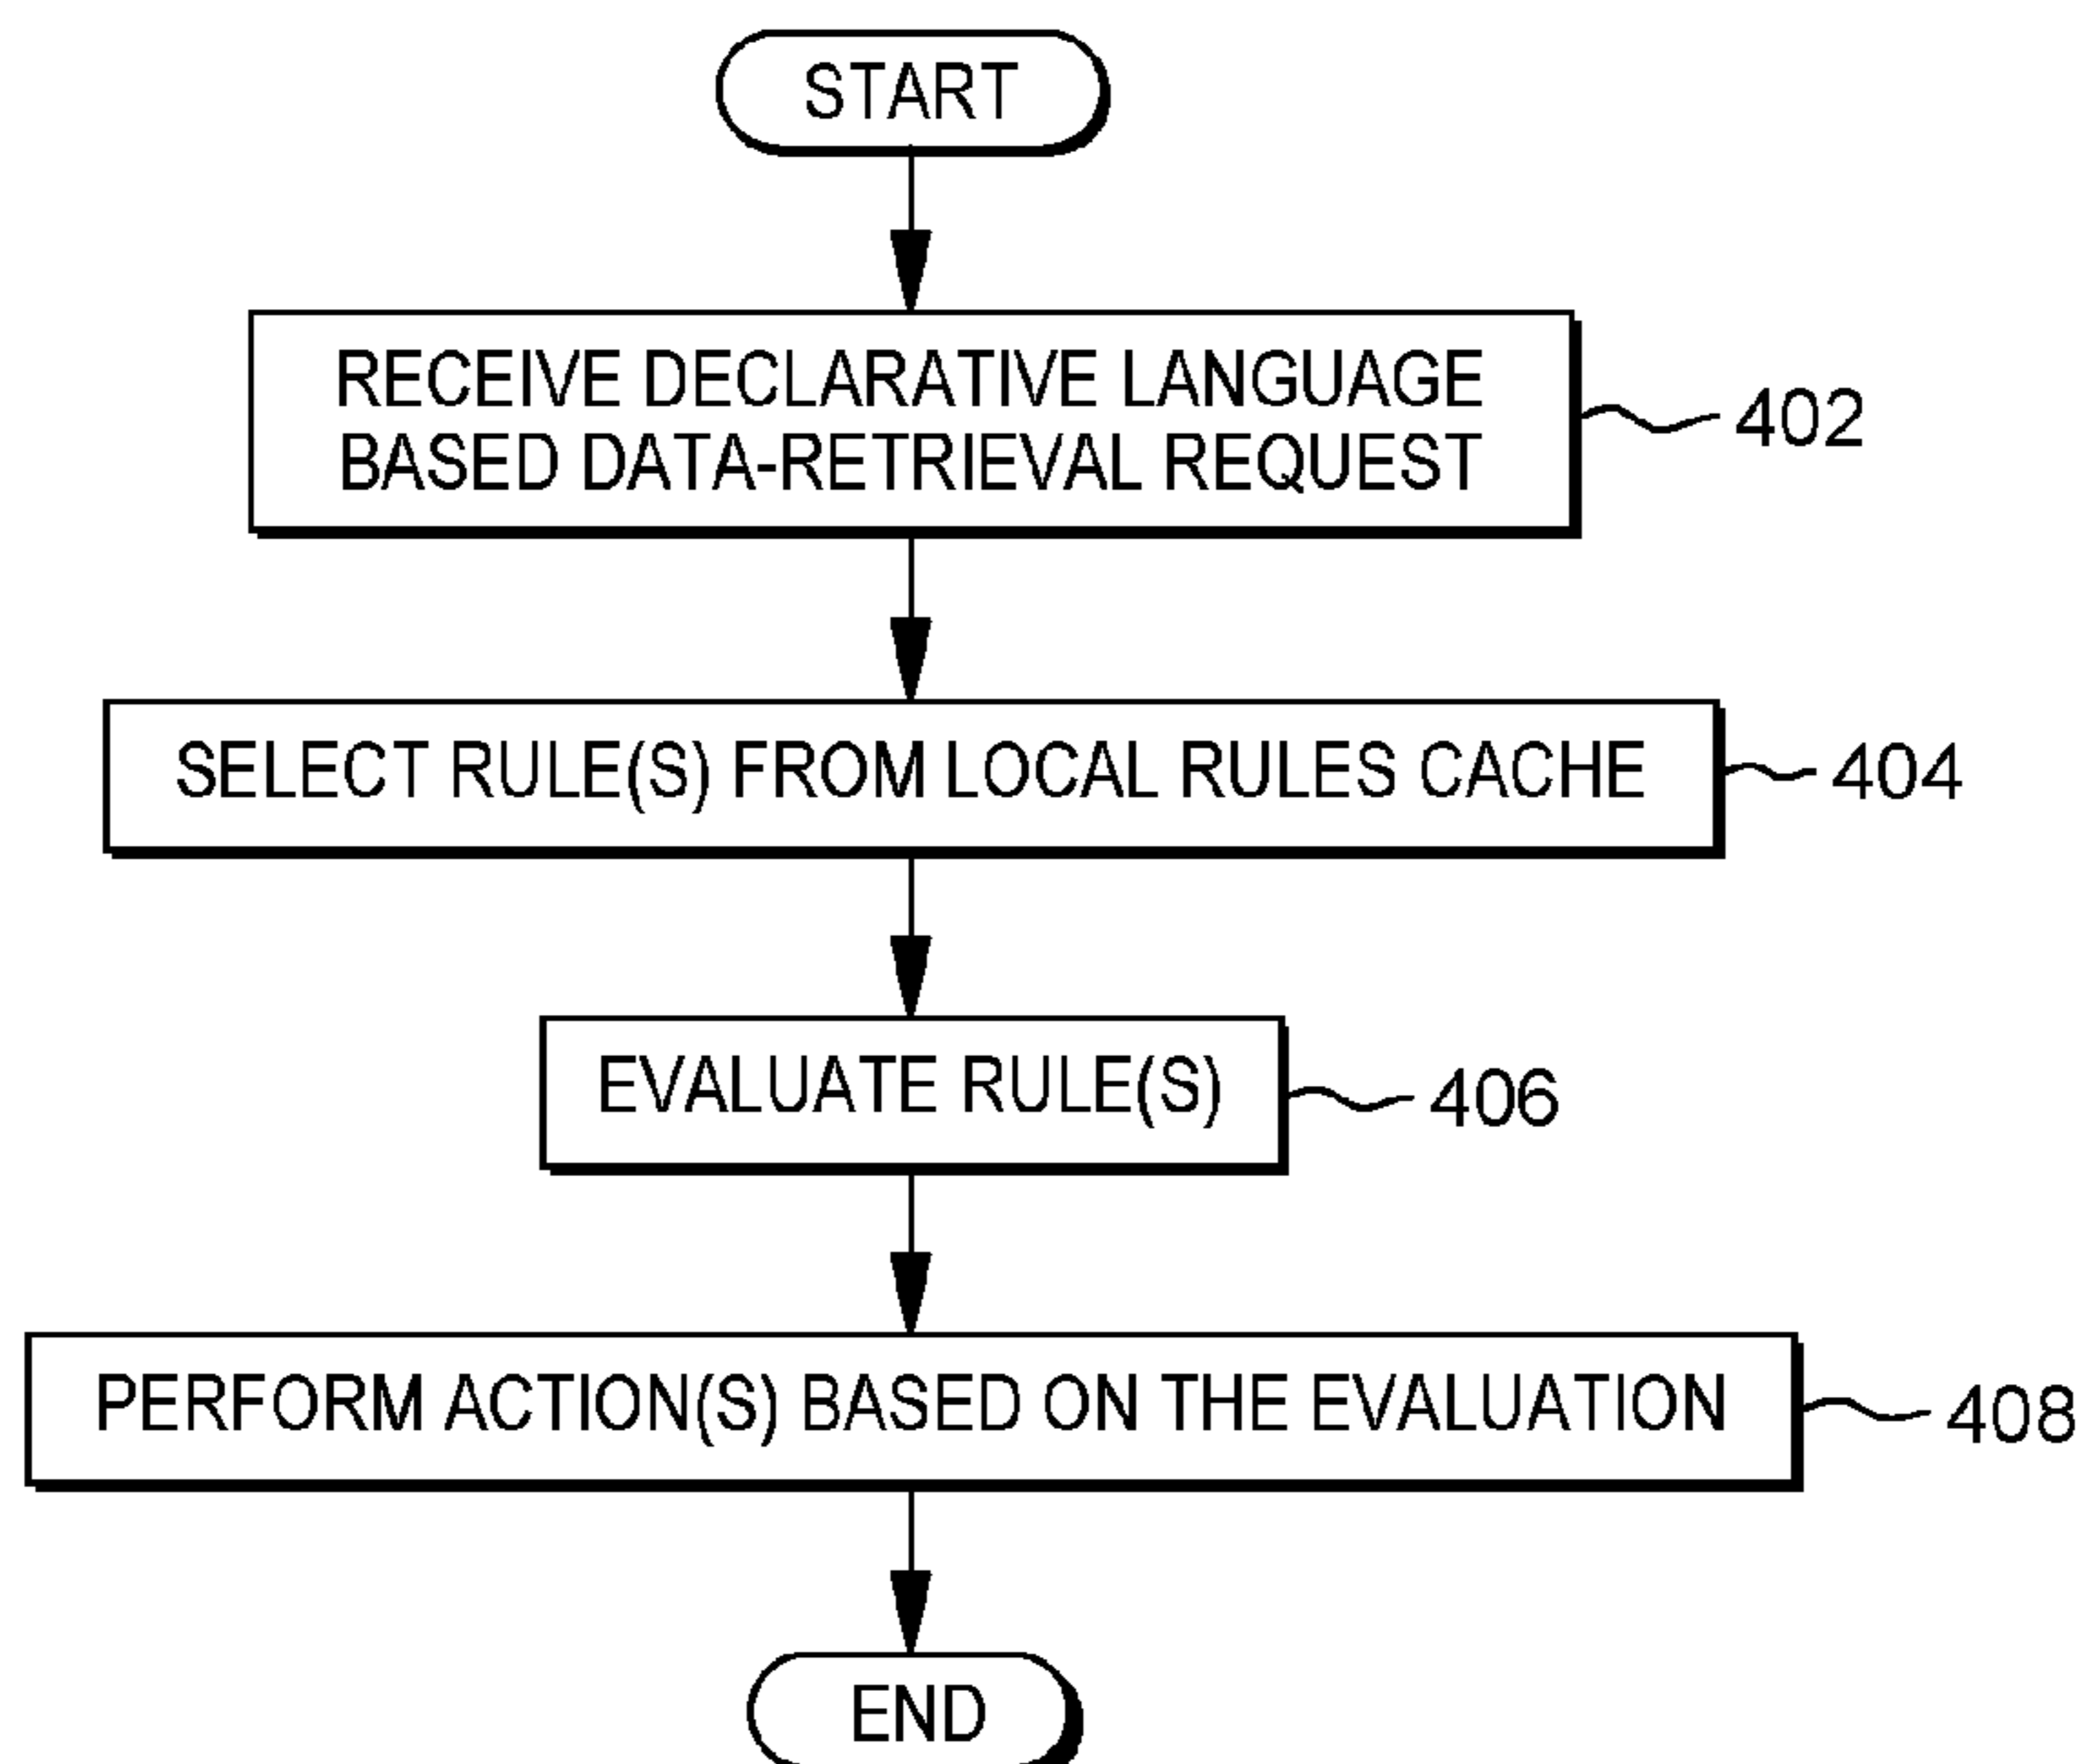 START
RECEIVE DECLARATIVE LANGUAGE
BASED DATA-RETRIEVAL REQUEST
402
SELECT RULE(S) FROM LOCAL RULES CACHE
404
EVALUATE RULE(S)
406
PERFORM ACTION(S) BASED ON THE EVALUATION
408
END